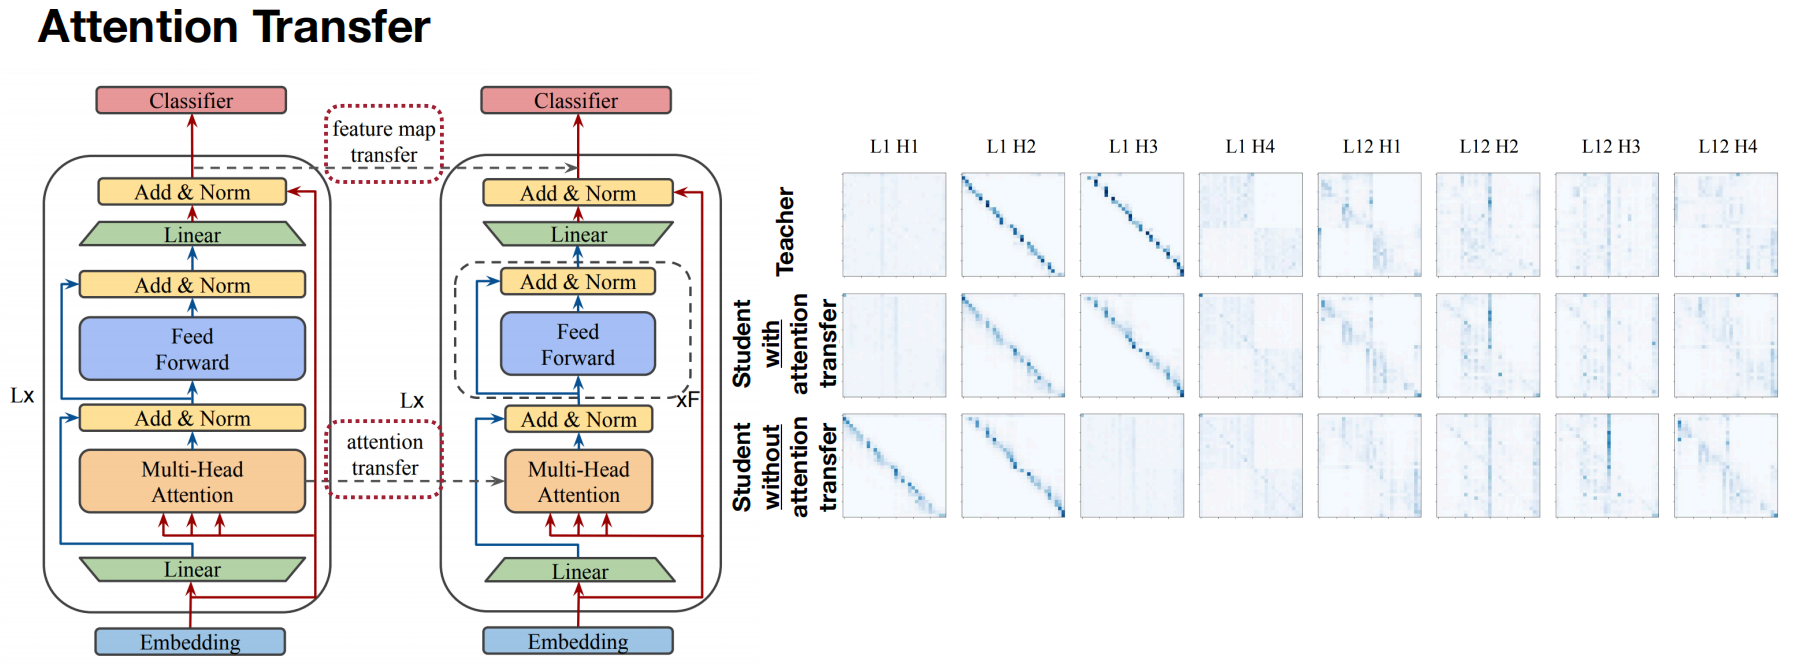 Attention Transfer
Classifier
Add & Norm
Linear
Add & Norm
Feed
Forward
Add & Norm
Multi-Head
Attention
Linear
Embedding
Lx
feature map
transfer
attention
transfer
Classifier
Add & Norm
Linear
Add & Norm
Feed
Forward
xF
Add & Norm
Multi-Head
Attention
Linear
Embedding
Lx
L1 H1
L1 H2
L1 H3
L1 H4
L12 H1
L12 H2
L12 H3
L12 H4
Teacher
Student
with
attention
transfer
Student
without
attention
transfer